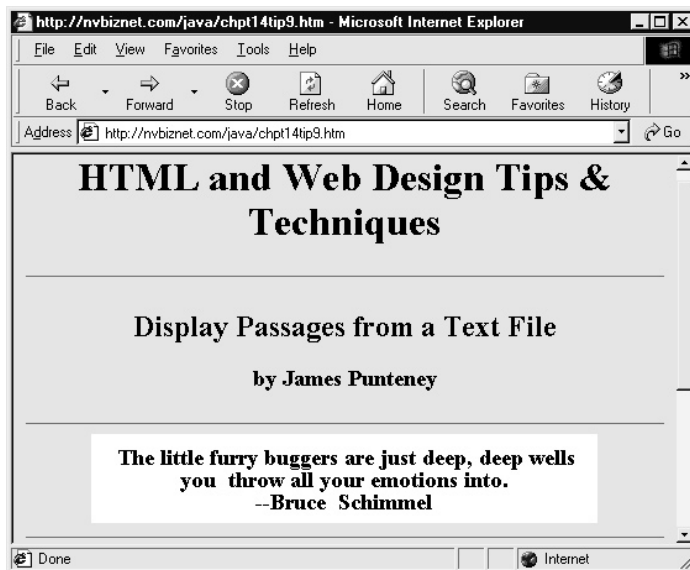 http://nvbiznet.com/java/chpt14tip9.htm - Microsoft Internet Explorer
File Edit View Favorites Tools Help
Back Forward Stop Refresh Home Search Favorites History »
Address http://nvbiznet.com/java/chpt14tip9.htm Go
HTML and Web Design Tips &
Techniques
Display Passages from a Text File
by James Punteney
The little furry buggers are just deep, deep wells
you  throw all your emotions into.
--Bruce  Schimmel
Done Internet